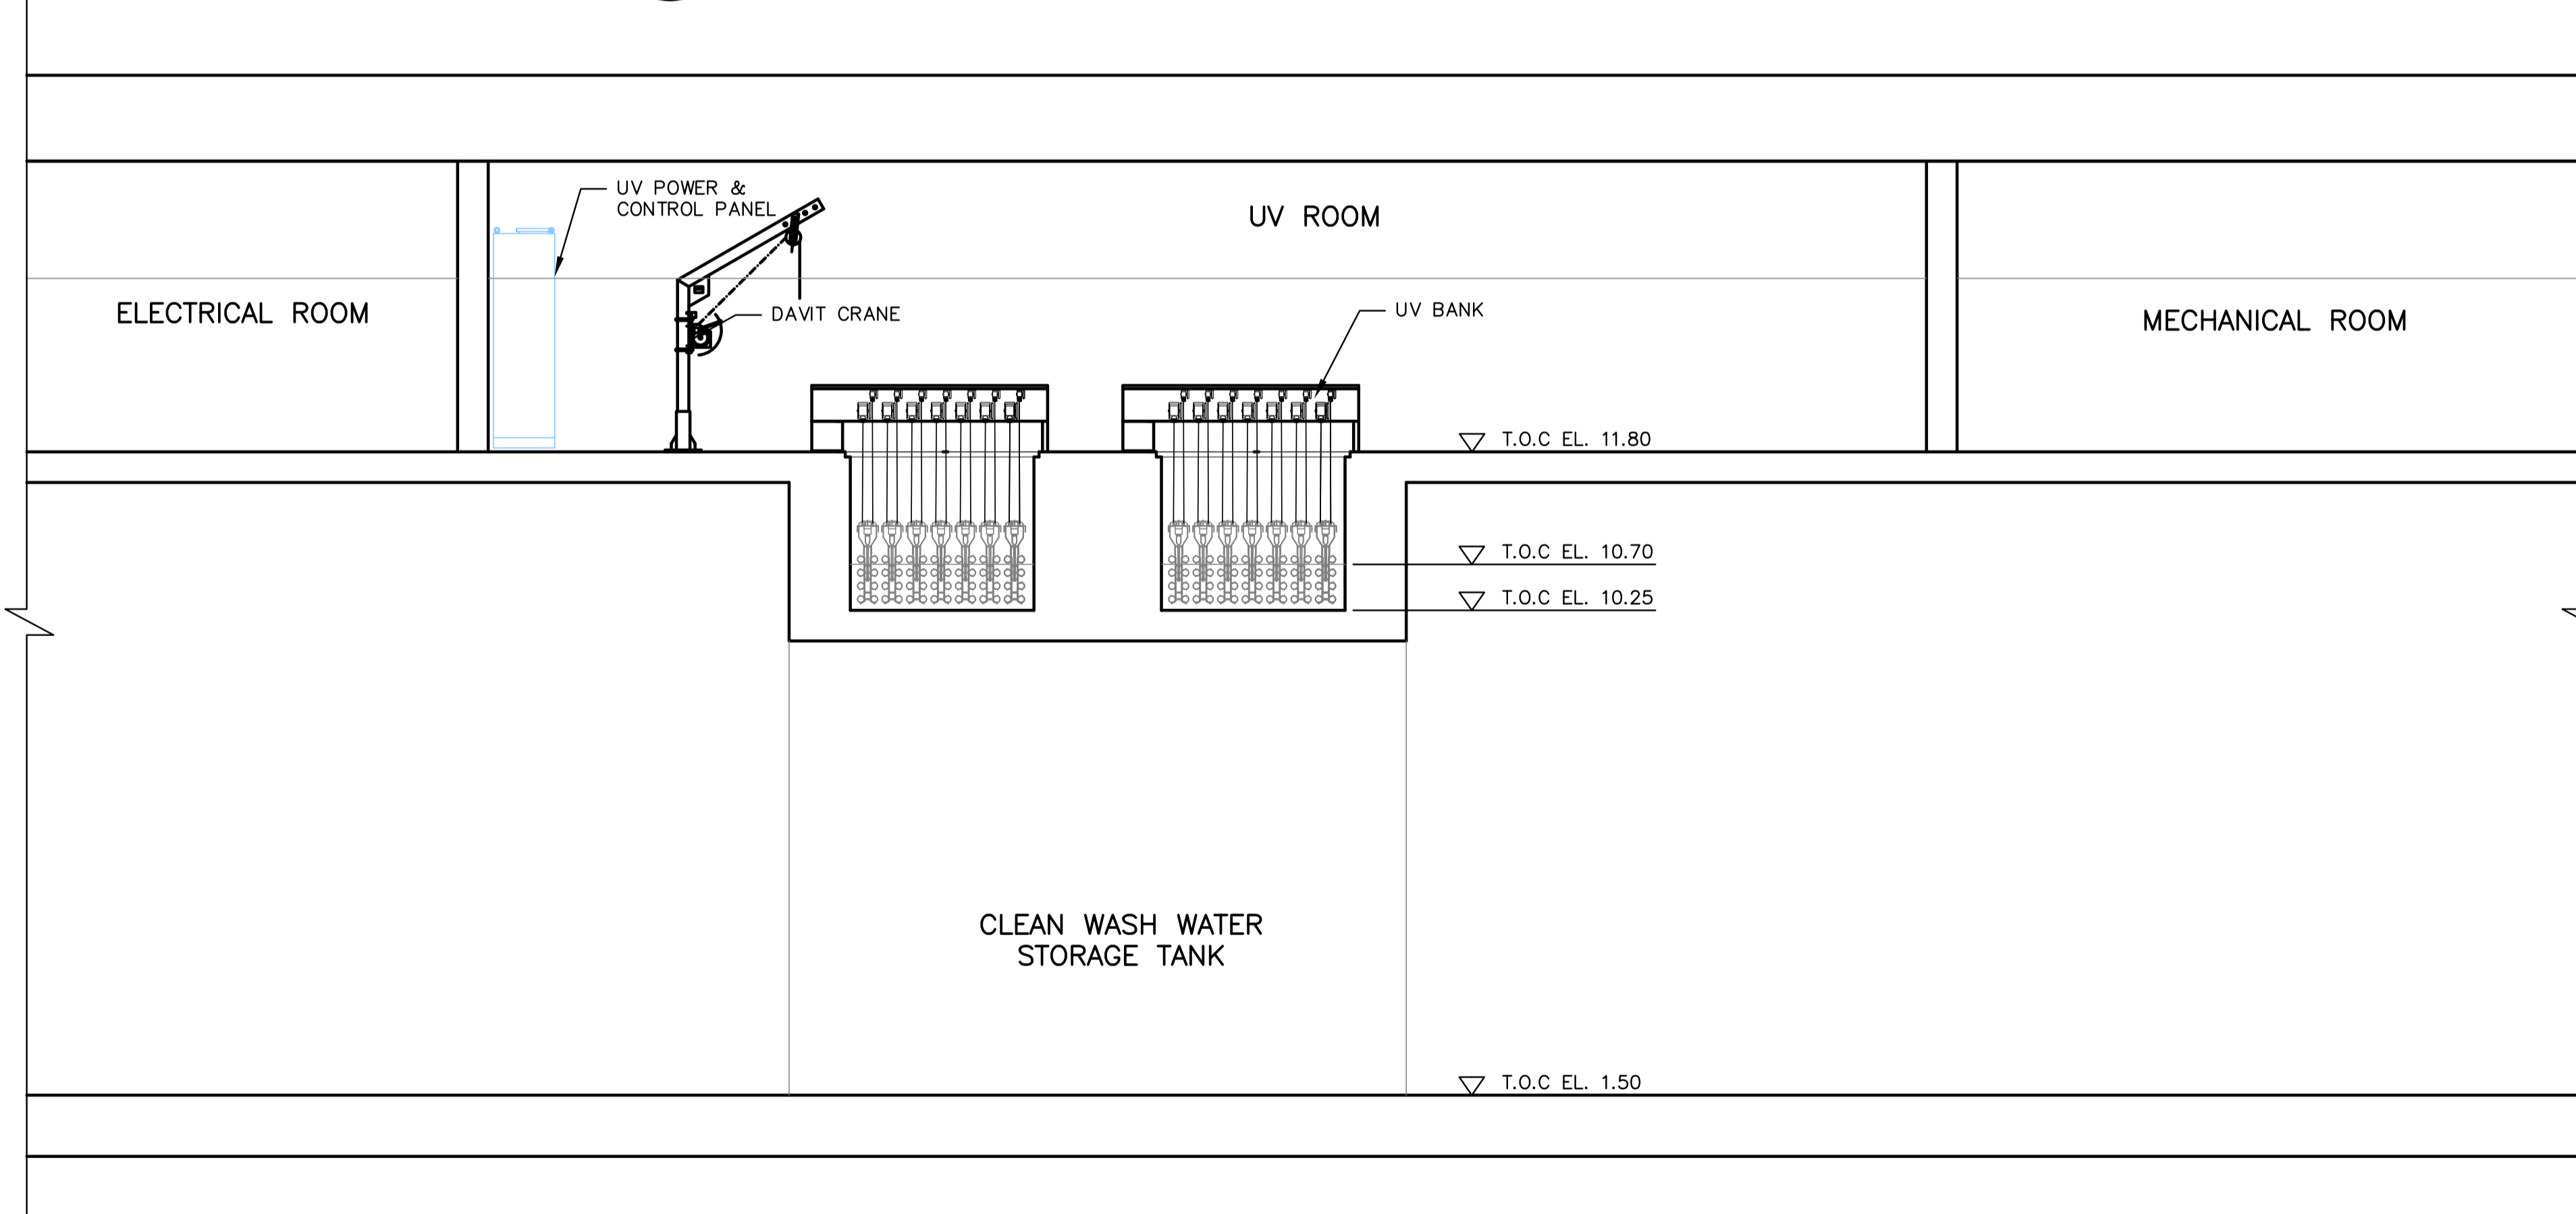 UV POWER &
CONTROL PANEL
UV ROOM
ELECTRICAL ROOM
DAVIT CRANE
UV BANK
MECHANICAL ROOM
T.O.C EL. 11.80
T.O.C EL. 10.70
T.O.C EL. 10.25
CLEAN WASH WATER
STORAGE TANK
T.O.C EL. 1.50